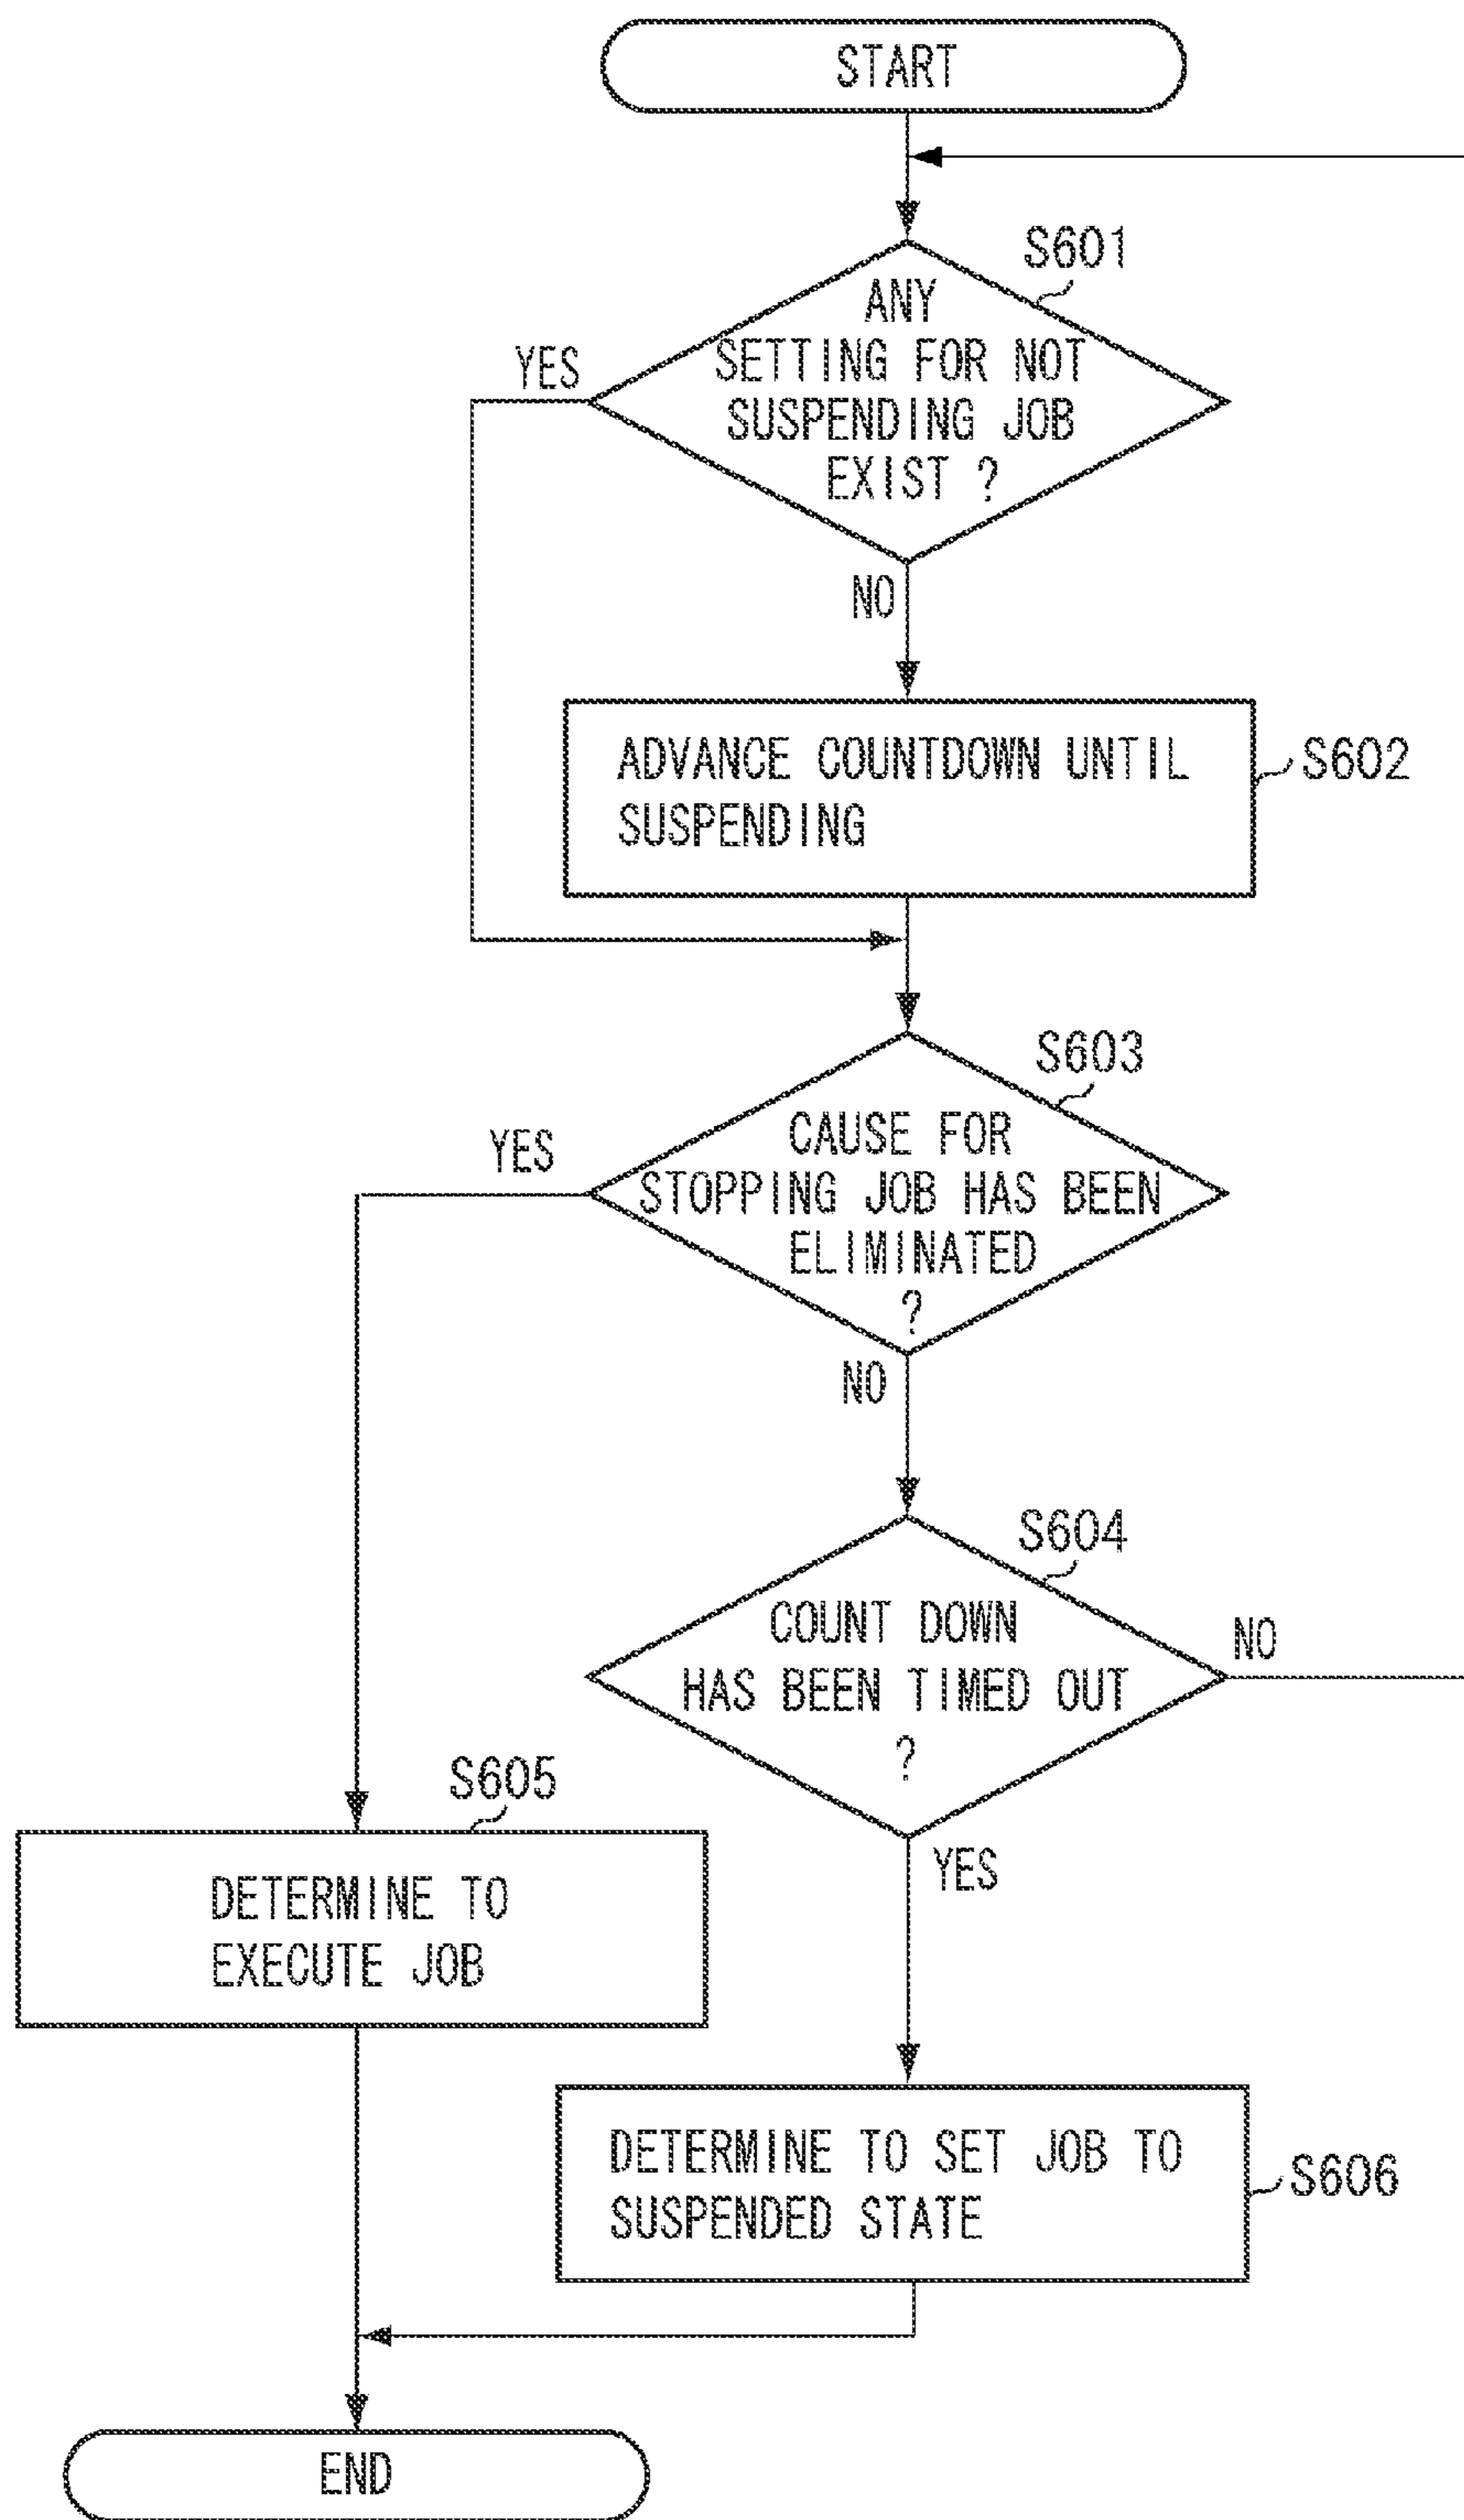 START
S601
ANY
SETTING FOR NOT
SUSPENDING JOB
EXIST ?
YES
NO
ADVANCE COUNTDOWN UNTIL
SUSPENDING
S602
S603
CAUSE FOR
STOPPING JOB HAS BEEN
ELIMINATED
?
YES
NO
S604
COUNT DOWN
HAS BEEN TIMED OUT
?
NO
YES
S605
DETERMINE TO
EXECUTE JOB
DETERMINE TO SET JOB TO
SUSPENDED STATE
S606
END